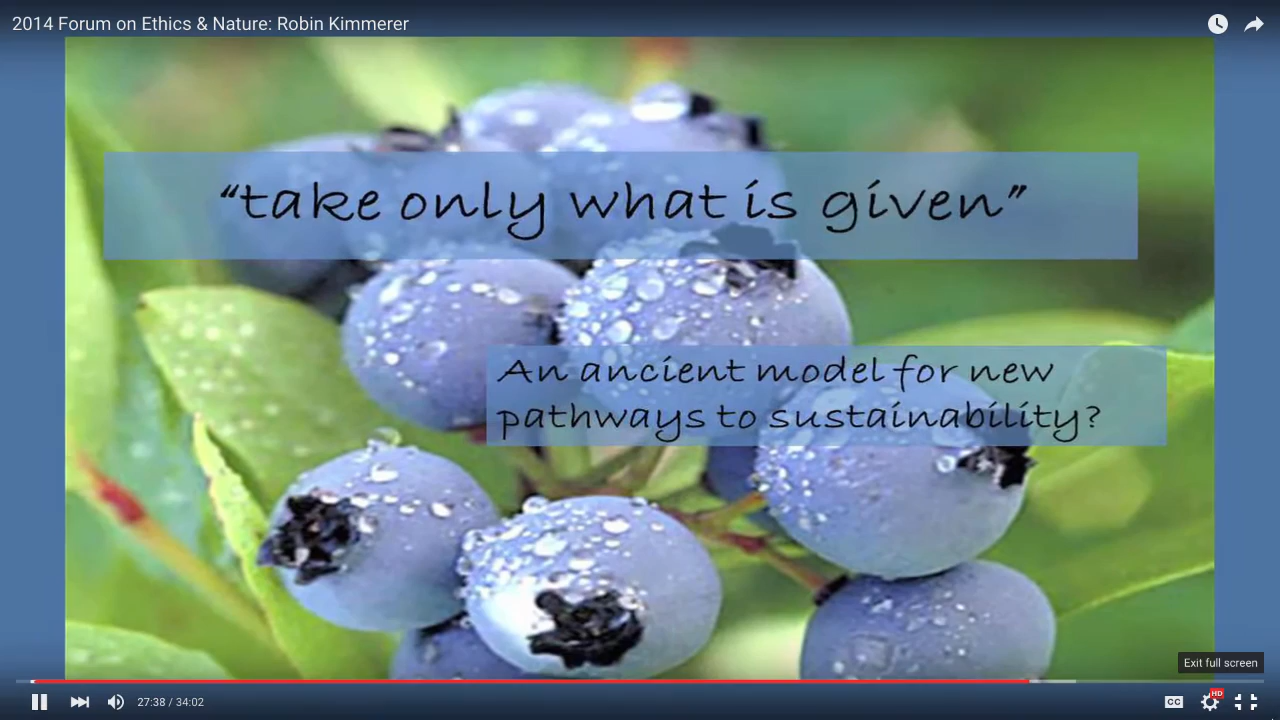 2014 Forum on Ethics & Nature: Robin Kimmerer
“take only what is given”
An ancient model for new
pathways to sustainability?
Exit full screen
27:38 / 34:02
CC
HD